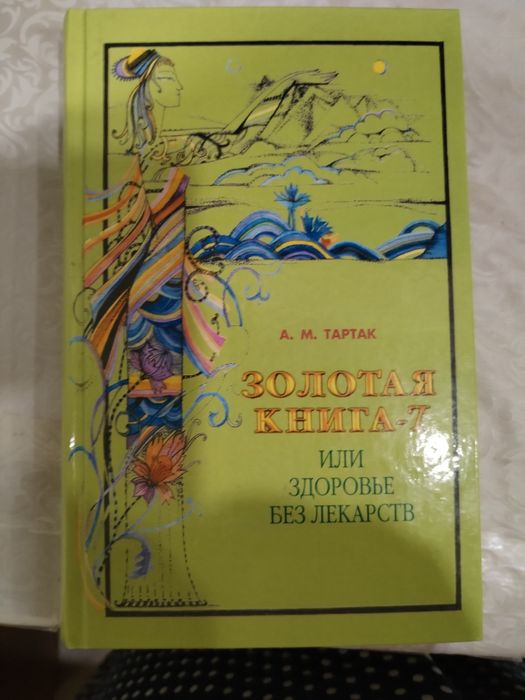 А. М. ТАРТАК
ЗОЛОТАЯ
КНИГА-7
ИЛИ
ЗДОРОВЬЕ
БЕЗ ЛЕКАРСТВ